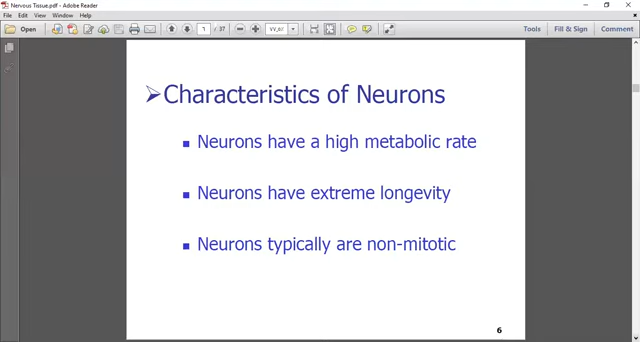 Nervous Tissue.pdf - Adobe Reader
File Edit View Window Help
Open
/ 37
Tools Fill & Sign Comment
Characteristics of Neurons
Neurons have a high metabolic rate
Neurons have extreme longevity
Neurons typically are non-mitotic
6